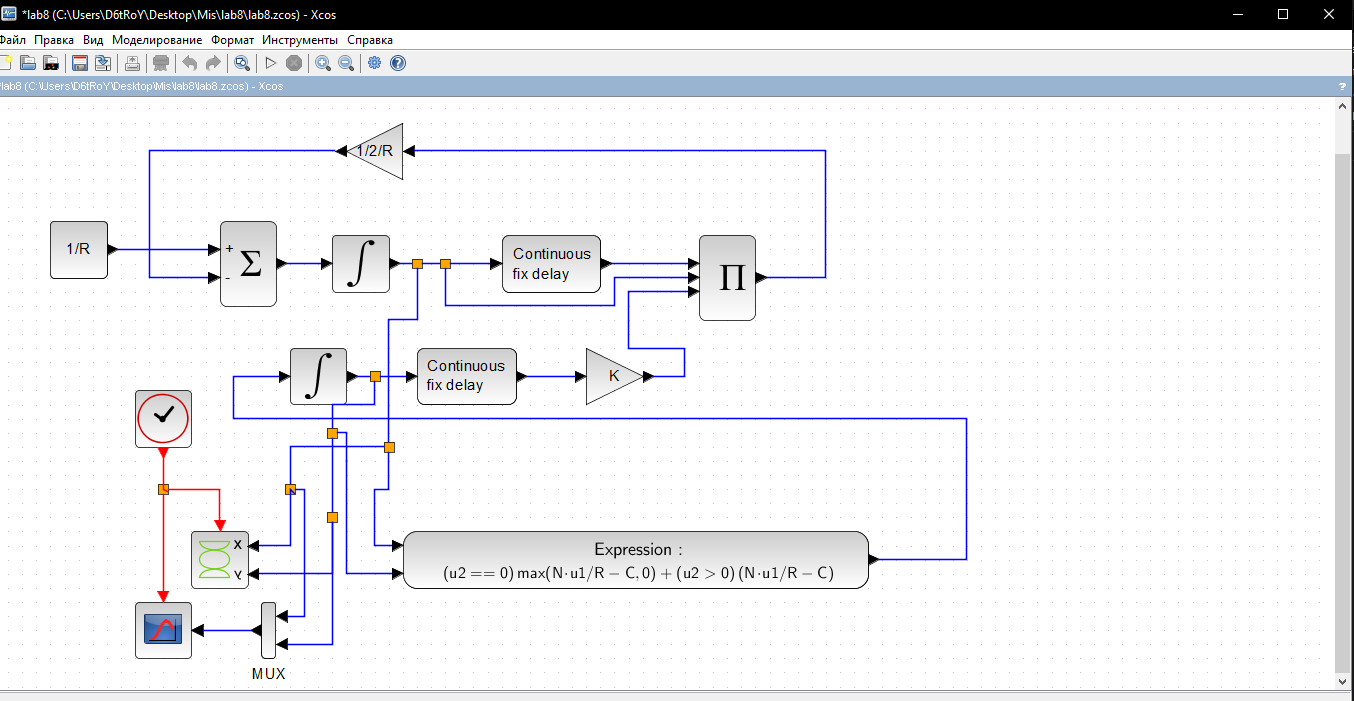 *lab8 (C:\Users\D6tRoY\Desktop\Mis\lab8\lab8.zcos) - Xcos
Файл Правка Вид Моделирование Формат Инструменты Справка
lab8 (C:\Users\D6tRoY\Desktop\Mis\lab8\lab8.zcos) - Xcos
?
1/2/R
1/R
+
Σ
-
∫
Continuous
fix delay
Π
∫
Continuous
fix delay
K
X
Y
Expression :
(u2 == 0) max(N·u1/R − C, 0) + (u2 > 0) (N·u1/R − C)
MUX